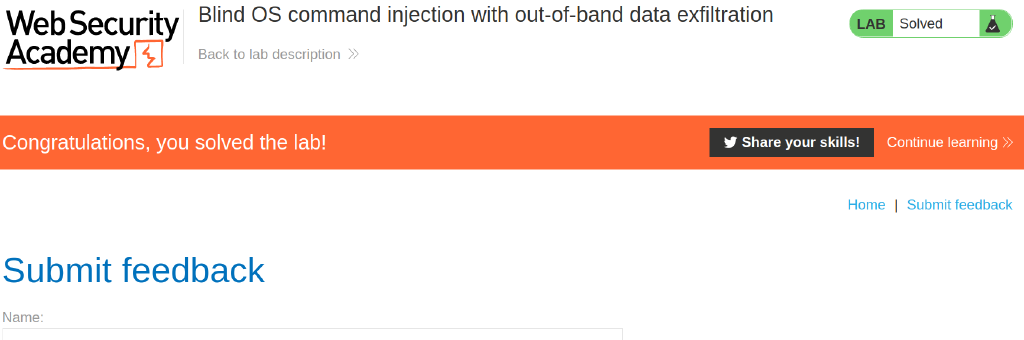 Web Security
Academy
Blind OS command injection with out-of-band data exfiltration
Back to lab description
LAB Solved
Congratulations, you solved the lab!
Share your skills!
Continue learning
Home | Submit feedback
Submit feedback
Name: